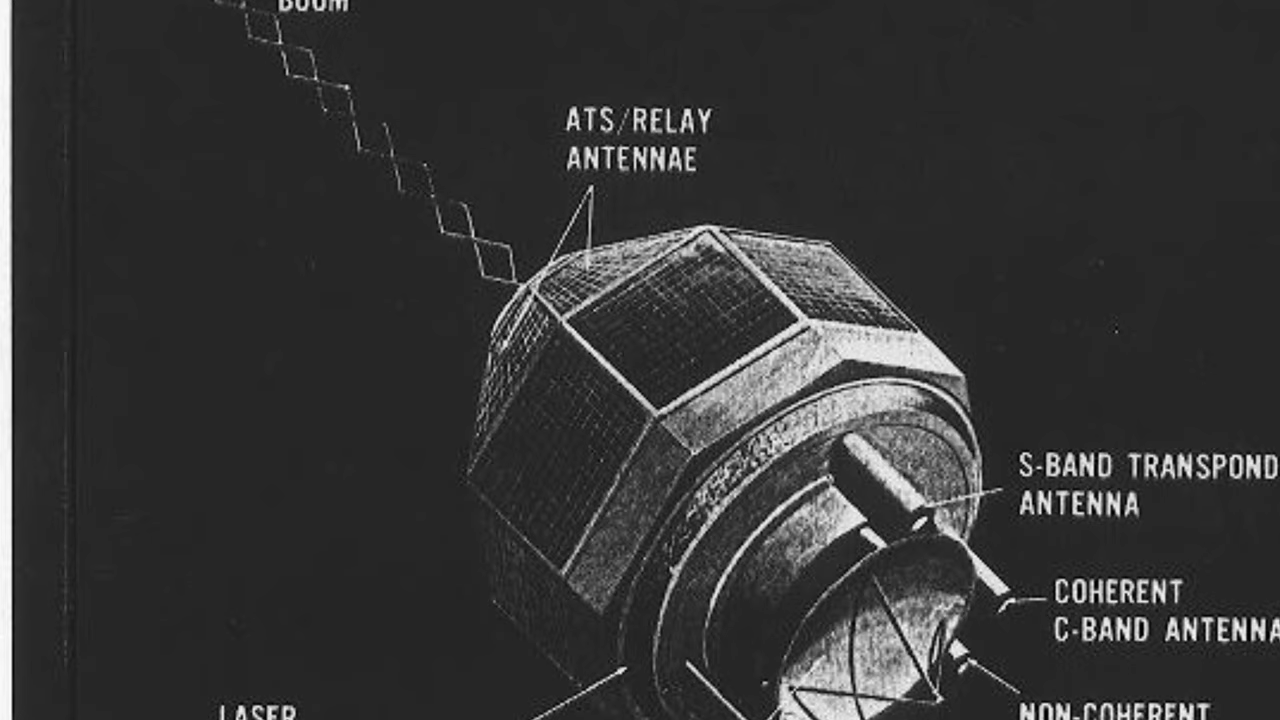 BOOM
ATS/RELAY
ANTENNAE
S-BAND TRANSPOND
ANTENNA
COHERENT
C-BAND ANTENNA
LASER
NON-COHERENT